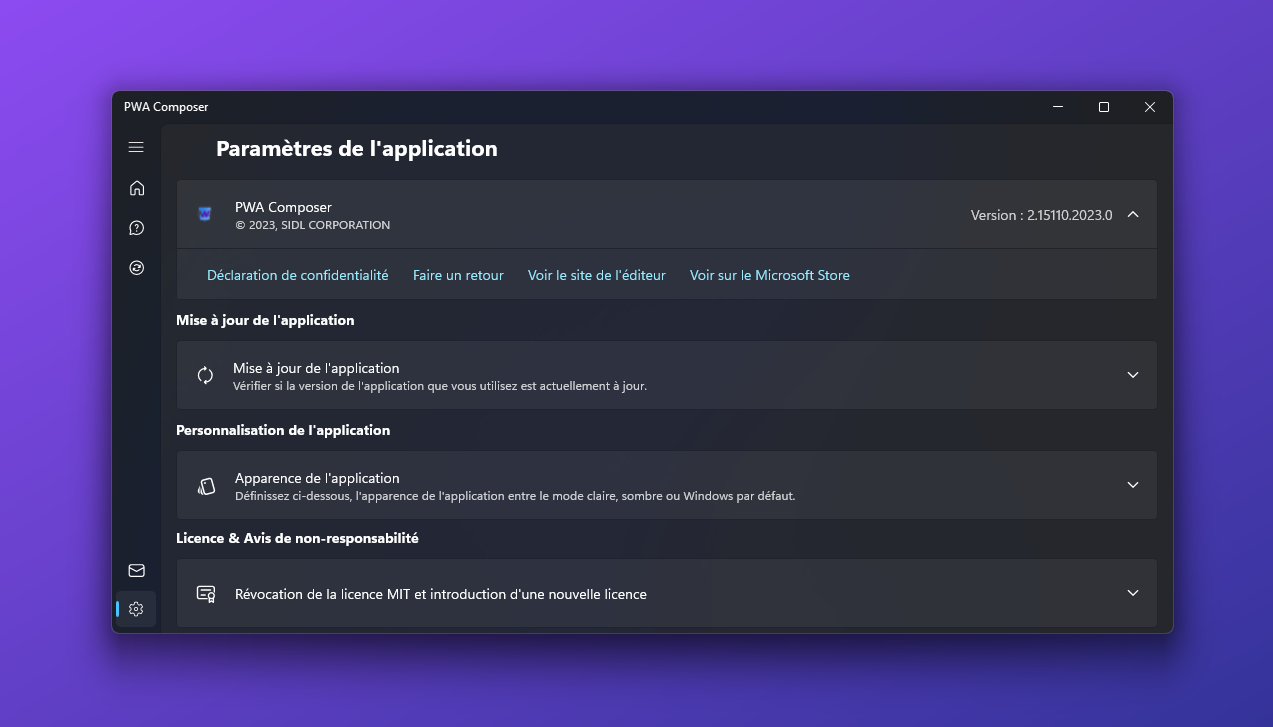 PWA Composer
Paramètres de l'application
PWA Composer
© 2023, SIDL CORPORATION
Version : 2.15110.2023.0
Déclaration de confidentialité Faire un retour Voir le site de l'éditeur Voir sur le Microsoft Store
Mise à jour de l'application
Mise à jour de l'application
Vérifier si la version de l'application que vous utilisez est actuellement à jour.
Personnalisation de l'application
Apparence de l'application
Définissez ci-dessous, l'apparence de l'application entre le mode claire, sombre ou Windows par défaut.
Licence & Avis de non-responsabilité
Révocation de la licence MIT et introduction d'une nouvelle licence